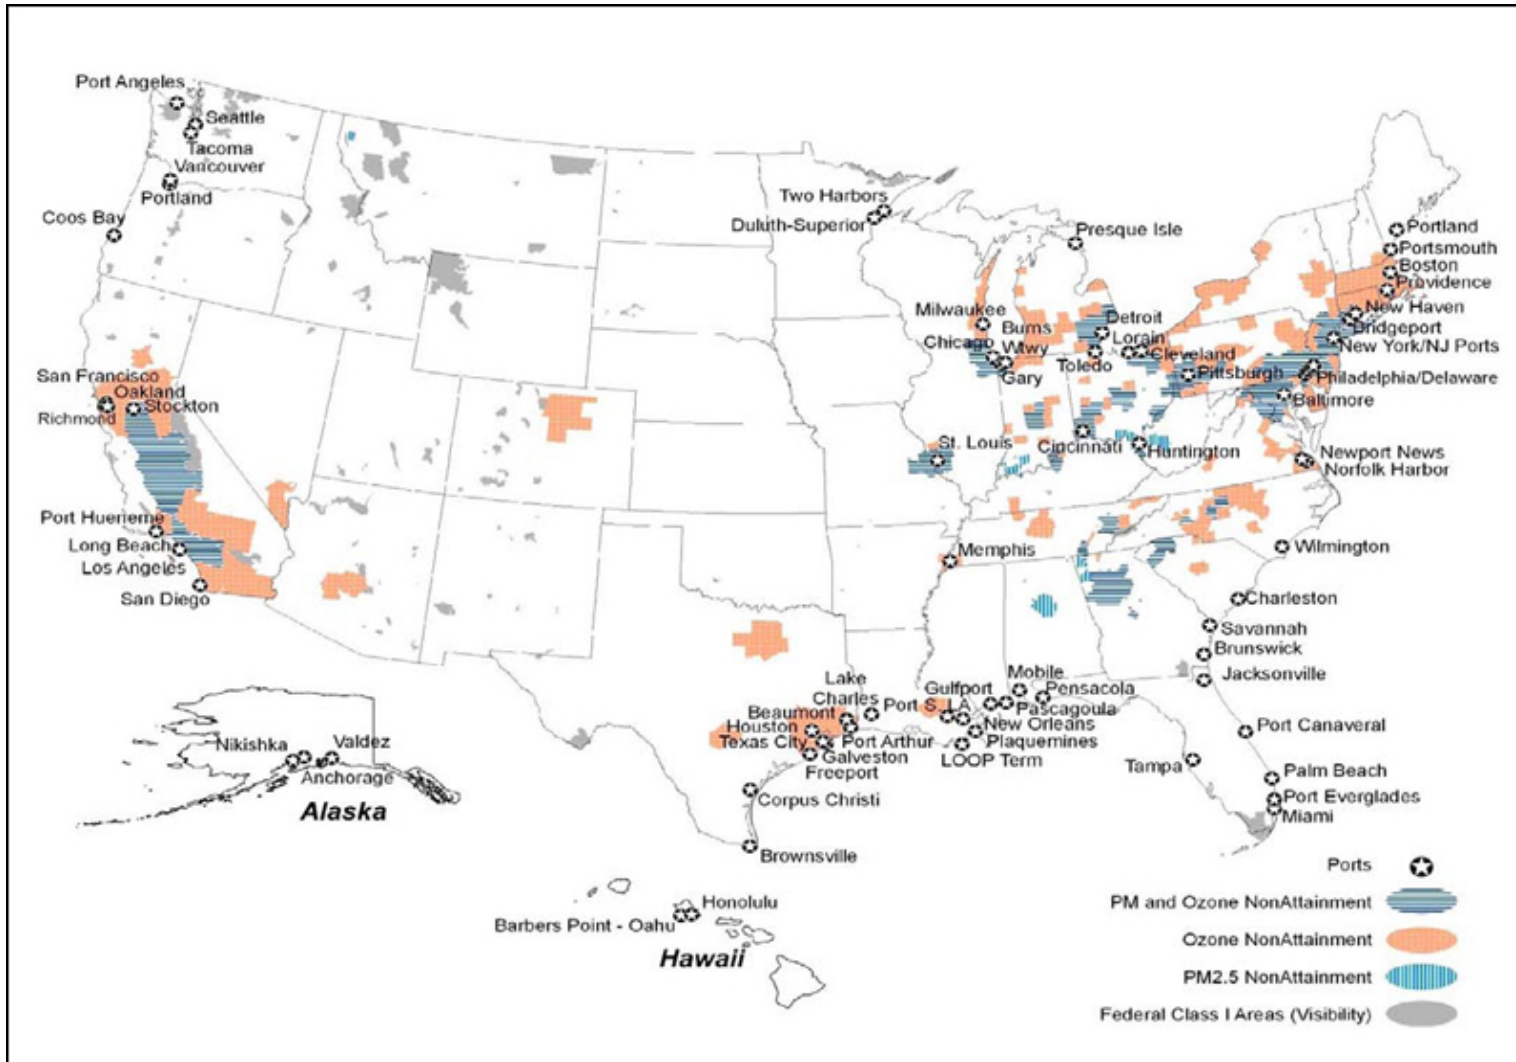 Port Angeles
Seattle
Tacoma
Vancouver
Portland
Coos Bay
Two Harbors
Duluth-Superior
Presque Isle
Portland
Portsmouth
Boston
Providence
New Haven
Bridgeport
New York/NJ Ports
Philadelphia/Delaware
Baltimore
Milwaukee
Chicago
Burns
Wtwy
Gary
Detroit
Lorain
Toledo
Cleveland
Pittsburgh
San Francisco
Oakland
Richmond
Stockton
St. Louis
Cincinnati
Huntington
Newport News
Norfolk Harbor
Port Hueneme
Long Beach
Los Angeles
San Diego
Memphis
Wilmington
Charleston
Savannah
Brunswick
Jacksonville
Lake
Charles
Port S. LA
Gulfport
Mobile
Pensacola
Pascagoula
New Orleans
Plaquemines
LOOP Term
Beaumont
Houston
Texas City
Port Arthur
Galveston
Freeport
Corpus Christi
Brownsville
Port Canaveral
Tampa
Palm Beach
Port Everglades
Miami
Nikishka
Valdez
Anchorage
Alaska
Honolulu
Barbers Point - Oahu
Hawaii
Ports
PM and Ozone NonAttainment
Ozone NonAttainment
PM2.5 NonAttainment
Federal Class I Areas (Visibility)